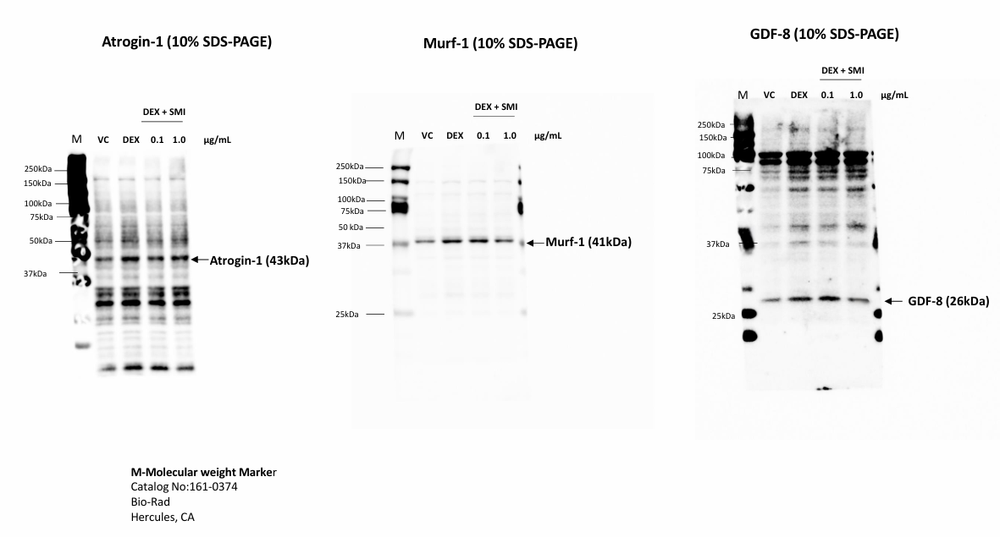 Atrogin-1 (10% SDS-PAGE)
DEX + SMI
M VC DEX 0.1 1.0 µg/mL
250kDa
150kDa
100kDa
75kDa
50kDa
37kDa
Atrogin-1 (43kDa)
Murf-1 (10% SDS-PAGE)
DEX + SMI
M VC DEX 0.1 1.0 µg/mL
250kDa
150kDa
100kDa
75kDa
50 kDa
37kDa
25kDa
Murf-1 (41kDa)
GDF-8 (10% SDS-PAGE)
DEX + SMI
M VC DEX 0.1 1.0 µg/mL
250kDa
150kDa
100kDa
75kDa
37kDa
25kDa
GDF-8 (26kDa)
M-Molecular weight Marker
Catalog No:161-0374
Bio-Rad
Hercules, CA